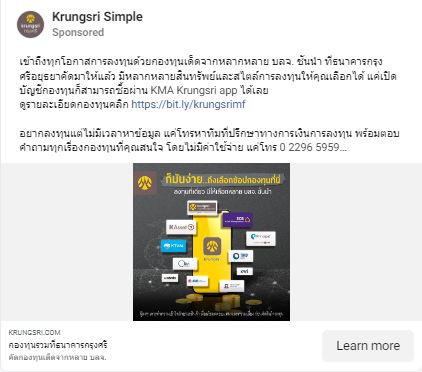 Krungsri Simple
Sponsored
เข้าถึงทุกโอกาสการลงทุนด้วยกองทุนเด็ดจากหลากหลาย บลจ. ชั้นนำ ที่ธนาคารกรุง
ศรีอยุธยาคัดมาให้แล้ว มีหลากหลายสินทรัพย์และสไตล์การลงทุนให้คุณเลือกได้ แค่เปิด
บัญชีกองทุนก็สามารถซื้อผ่าน KMA Krungsri app ได้เลย
ดูรายละเอียดกองทุนคลิก https://bit.ly/krungsrimf
อยากลงทุนแต่ไม่มีเวลาหาข้อมูล แค่โทรหาทีมที่ปรึกษาทางการเงินการลงทุน พร้อมตอบ
คำถามทุกเรื่องกองทุนที่คุณสนใจ โดยไม่มีค่าใช้จ่าย แค่โทร 0 2296 5959...
ก็มันง่าย..ถึงเลือกช้อปกองทุนที่นี่
ลงทุนที่เดียว มีให้เลือกหลาย บลจ.ชั้นนำ
KAsset
SCB
KTAM
Principal
krungsri
KRUNGSRI.COM
กองทุนรวมที่ธนาคารกรุงศรี
คัดกองทุนเด็ดจากหลาย บลจ.
Learn more